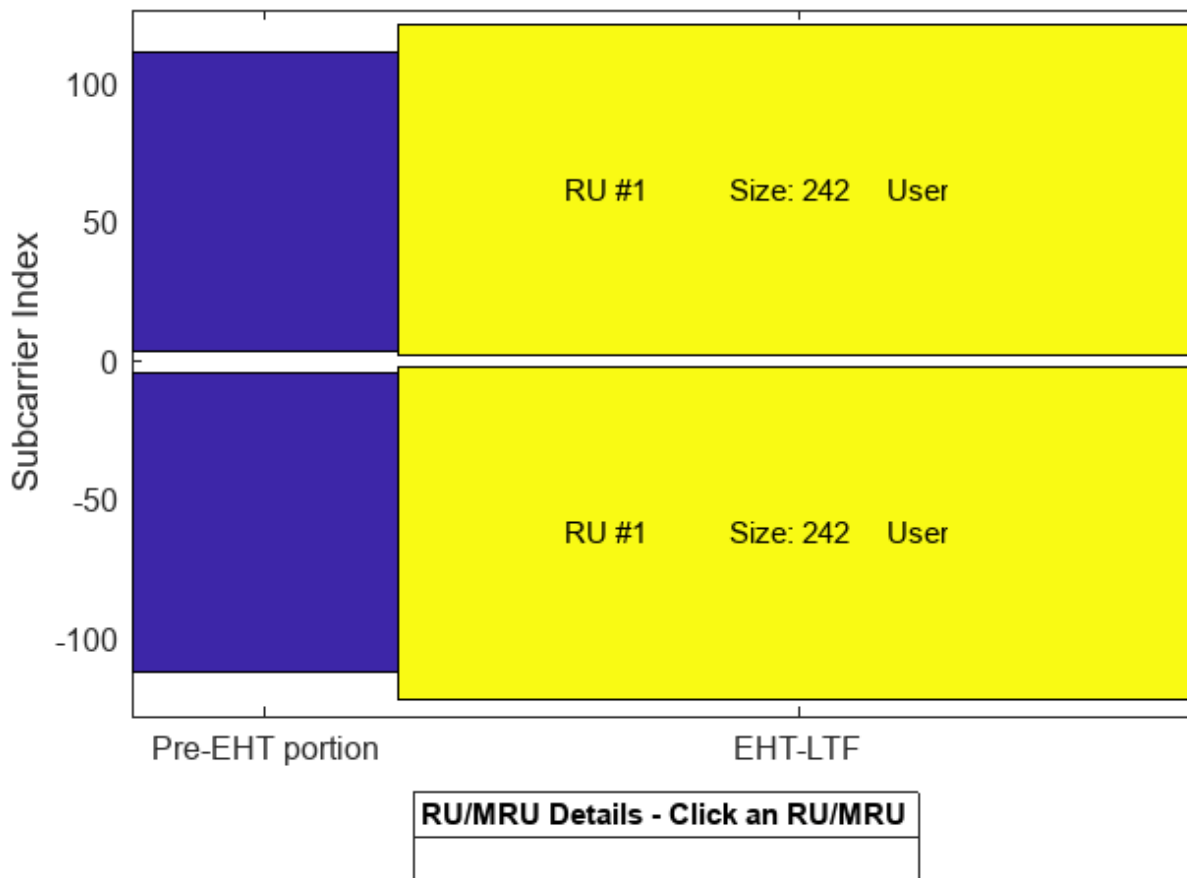 100
RU #1 Size: 242 User
50
Subcarrier Index
0
-50
RU #1 Size: 242 User
-100
Pre-EHT portion EHT-LTF
RU/MRU Details - Click an RU/MRU